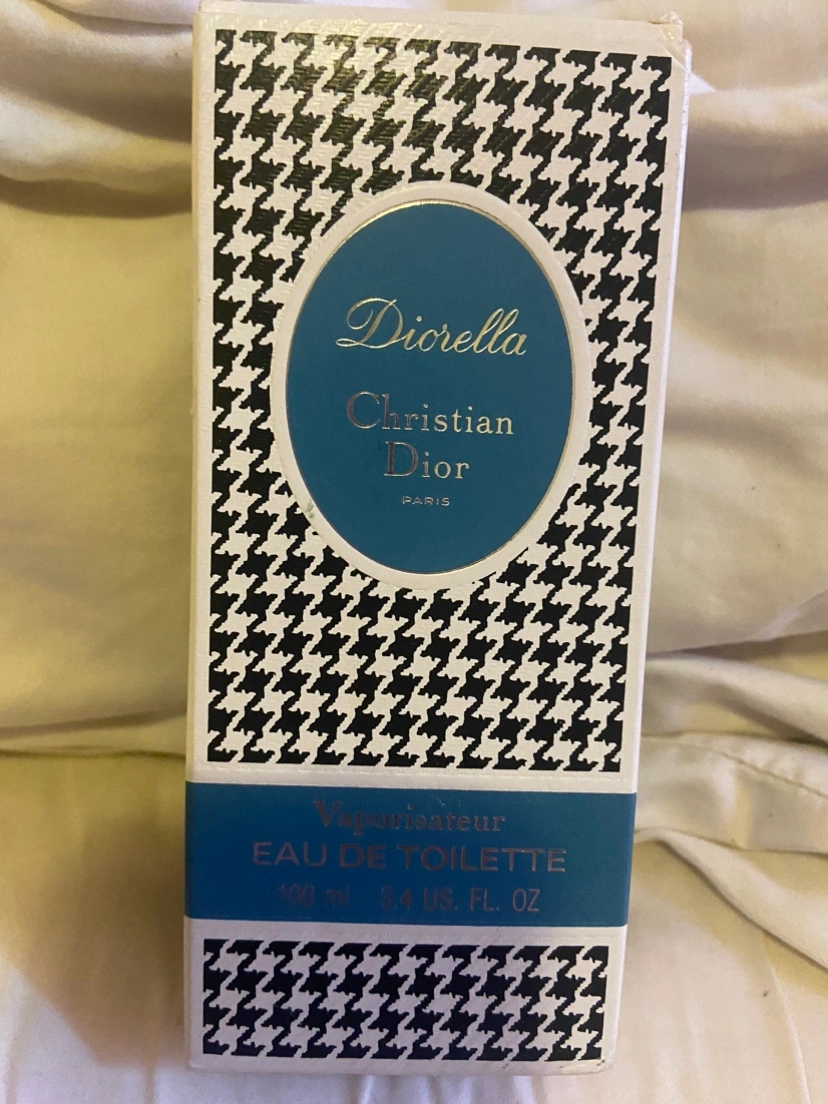 Diorella
Christian
Dior
PARIS
Vaporisateur
EAU DE TOILETTE
100 ml 3.4 US. FL. OZ